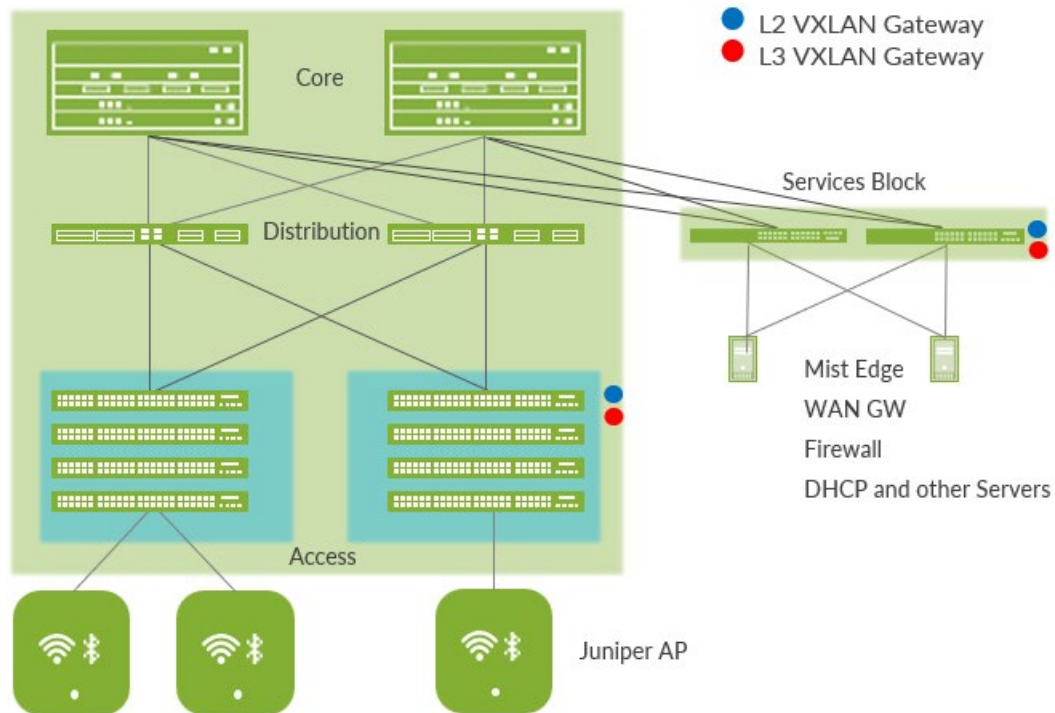 L2 VXLAN Gateway
L3 VXLAN Gateway
Core
Services Block
Distribution
Mist Edge
WAN GW
Firewall
DHCP and other Servers
Access
Juniper AP